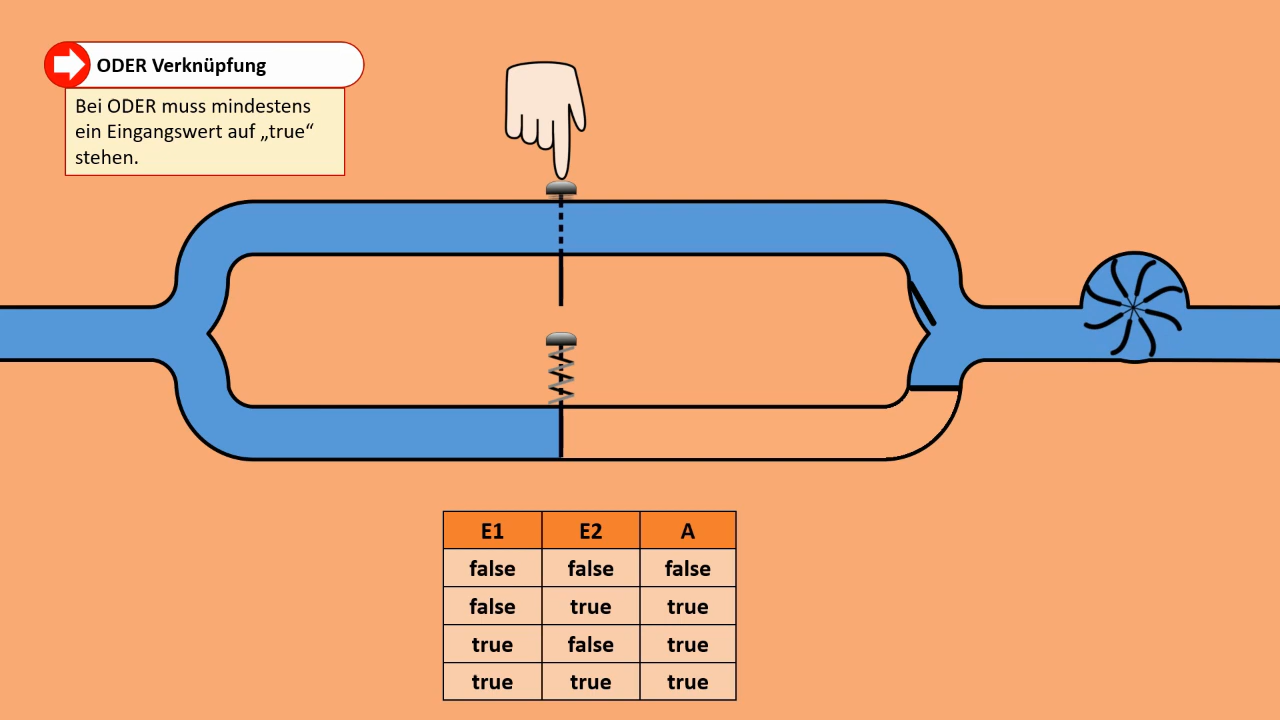 ODER Verknüpfung
Bei ODER muss mindestens
ein Eingangswert auf „true“
stehen.
E1 E2 A
false false false
false true true
true false true
true true true